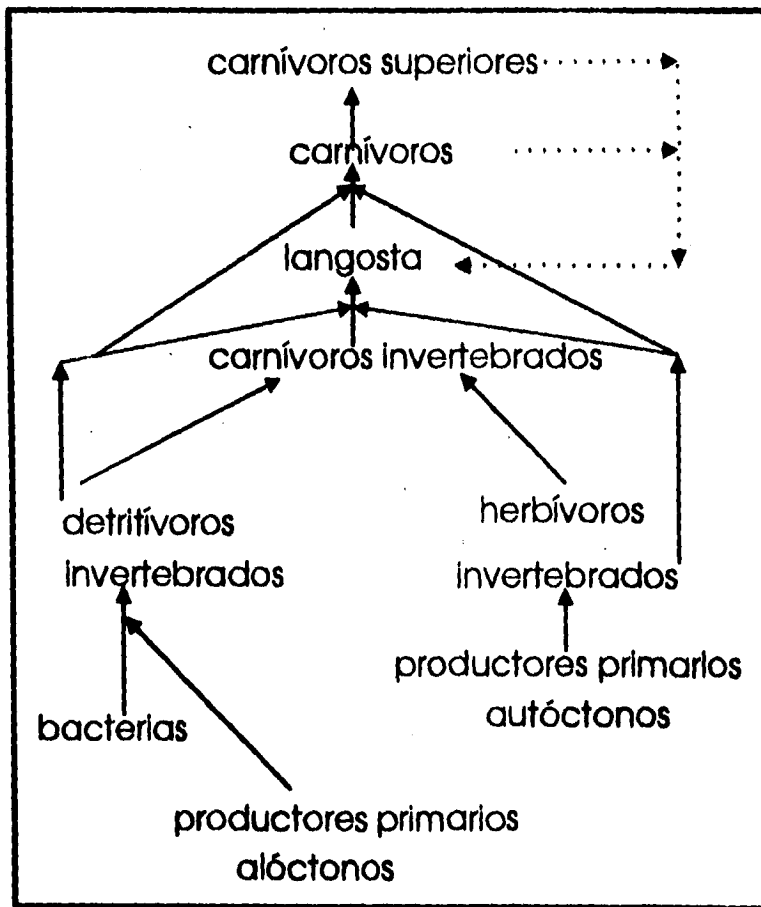 carnívoros superiores
carnívoros
langosta
carnívoros invertebrados
detritívoros
invertebrados
herbívoros
invertebrados
productores primarios
autóctonos
bacterias
productores primarios
alóctonos